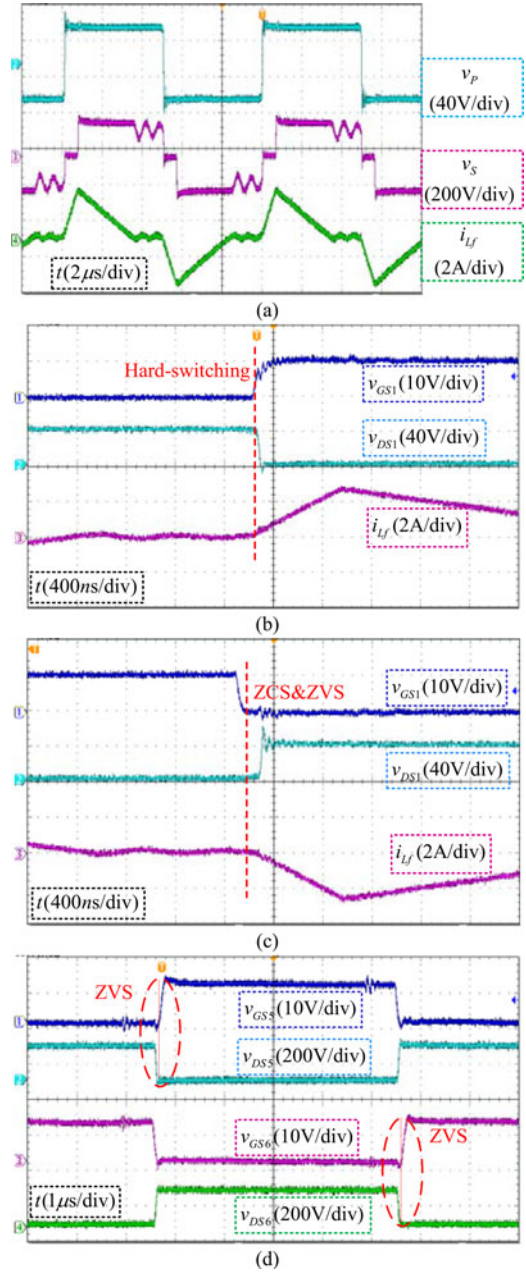 v_P
(40V/div)
v_S
(200V/div)
i_Lf
(2A/div)
t(2μs/div)
(a)
Hard-switching
v_GS1(10V/div)
v_DS1(40V/div)
i_Lf(2A/div)
t(400ns/div)
(b)
ZCS&ZVS
v_GS1(10V/div)
v_DS1(40V/div)
i_Lf(2A/div)
t(400ns/div)
(c)
ZVS
v_GS5(10V/div)
v_DS5(200V/div)
v_GS6(10V/div)
ZVS
t(1μs/div)
v_DS6(200V/div)
(d)